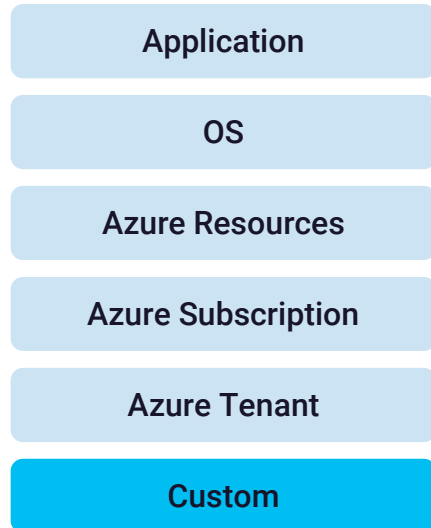 Application
OS
Azure Resources
Azure Subscription
Azure Tenant
Custom